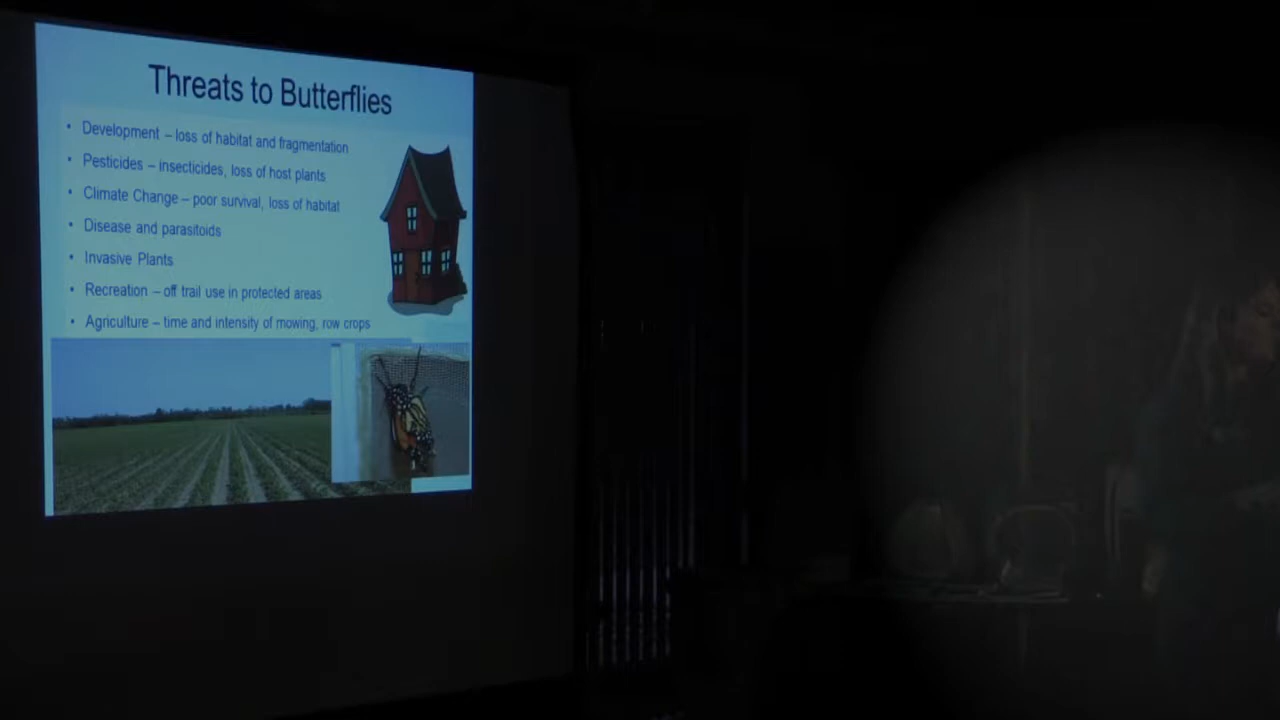 Threats to Butterflies
• Development – loss of habitat and fragmentation
• Pesticides – insecticides, loss of host plants
• Climate Change – poor survival, loss of habitat
• Disease and parasitoids
• Invasive Plants
• Recreation – off trail use in protected areas
• Agriculture – time and intensity of mowing, row crops